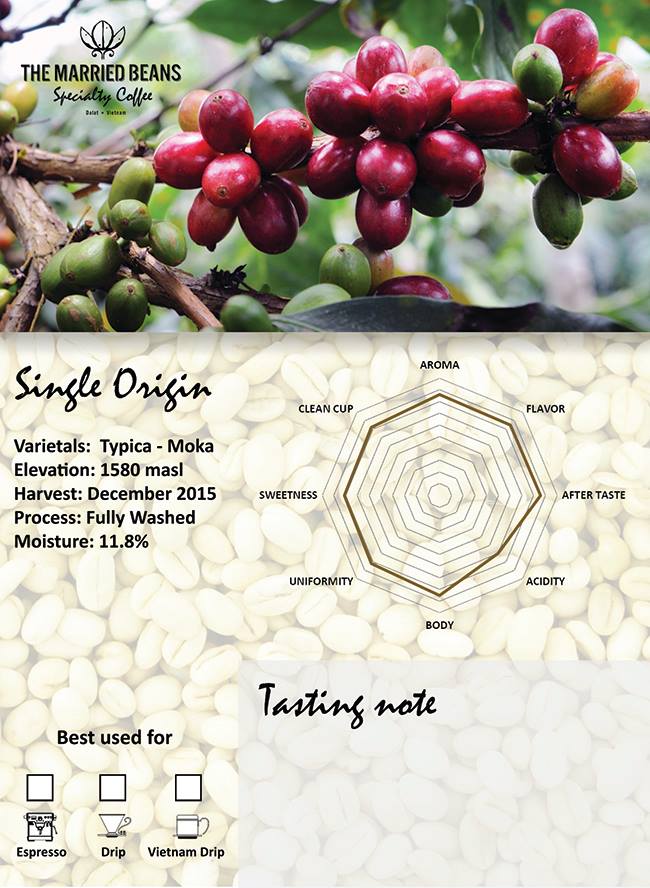 THE MARRIED BEANS
Specialty Coffee
Dalat • Vietnam
Single Origin
Varietals: Typica - Moka
Elevation: 1580 masl
Harvest: December 2015
Process: Fully Washed
Moisture: 11.8%
AROMA
CLEAN CUP
FLAVOR
SWEETNESS
AFTER TASTE
UNIFORMITY
ACIDITY
BODY
Tasting note
Best used for
Espresso
Drip
Vietnam Drip